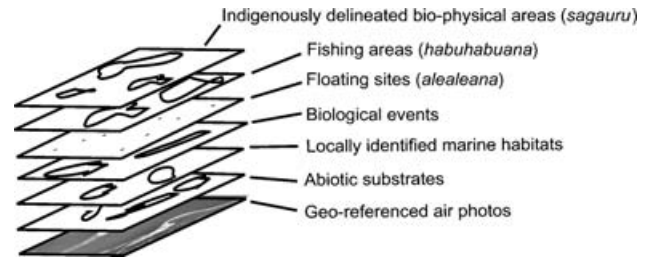 Indigenously delineated bio-physical areas (sagauru)
Fishing areas (habuhabuana)
Floating sites (alealeana)
Biological events
Locally identified marine habitats
Abiotic substrates
Geo-referenced air photos